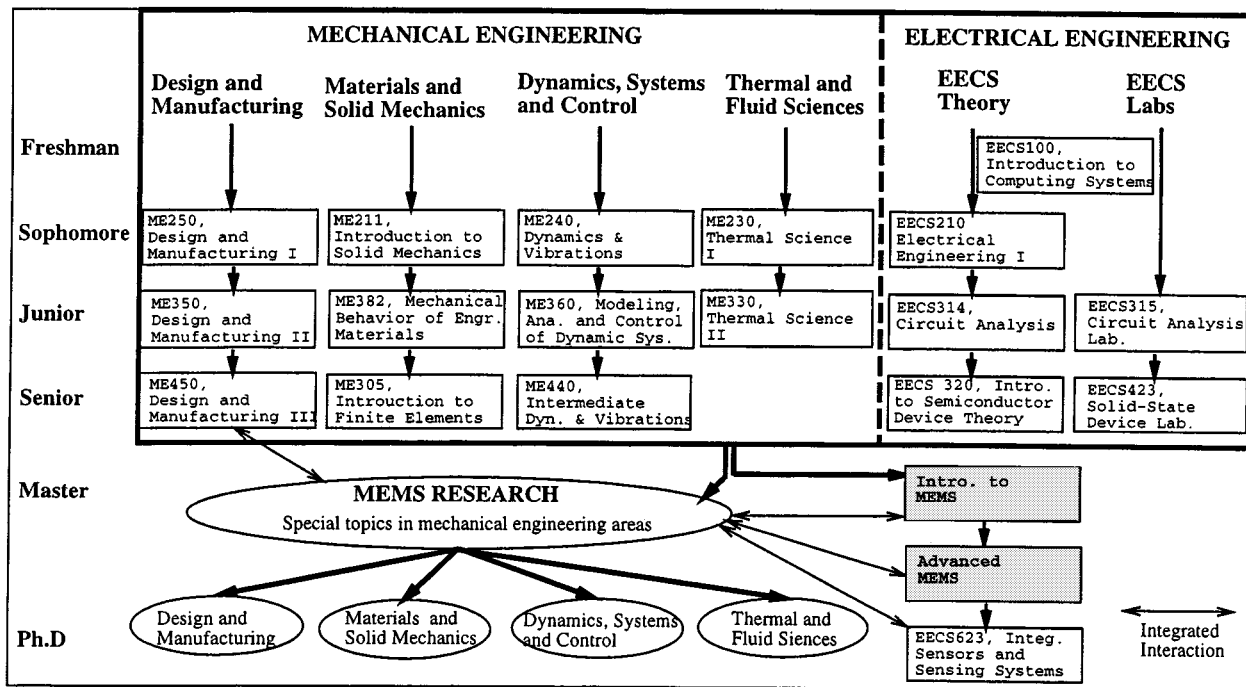 MECHANICAL ENGINEERING
ELECTRICAL ENGINEERING
Design and
Manufacturing
Materials and
Solid Mechanics
Dynamics, Systems
and Control
Thermal and
Fluid Sciences
EECS
Theory
EECS
Labs
Freshman
EECS100,
Introduction to
Computing Systems
Sophomore
ME250,
Design and
Manufacturing I
ME211,
Introduction to
Solid Mechanics
ME240,
Dynamics &
Vibrations
ME230,
Thermal Science
I
EECS210
Electrical
Engineering I
Junior
ME350,
Design and
Manufacturing II
ME382, Mechanical
Behavior of Engr.
Materials
ME360, Modeling,
Ana. and Control
of Dynamic Sys.
ME330,
Thermal Science
II
EECS314,
Circuit Analysis
EECS315,
Circuit Analysis
Lab.
Senior
ME450,
Design and
Manufacturing III
ME305,
Introuction to
Finite Elements
ME440,
Intermediate
Dyn. & Vibrations
EECS 320, Intro.
to Semiconductor
Device Theory
EECS423,
Solid-State
Device Lab.
Master
MEMS RESEARCH
Special topics in mechanical engineering areas
Intro. to
MEMS
Advanced
MEMS
Ph.D
Design and
Manufacturing
Materials and
Solid Mechanics
Dynamics, Systems
and Control
Thermal and
Fluid Siences
EECS623, Integ.
Sensors and
Sensing Systems
Integrated
Interaction